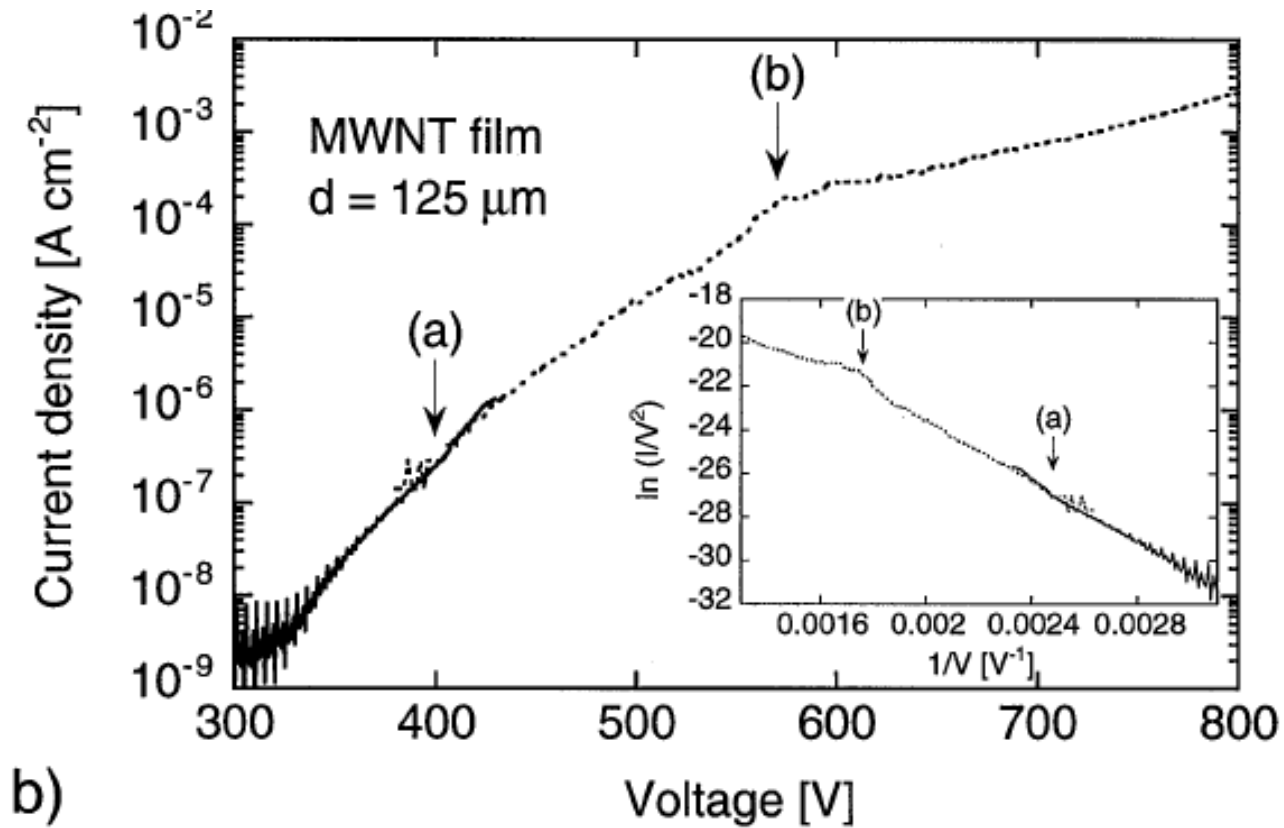 10⁻²
10⁻³
10⁻⁴
10⁻⁵
10⁻⁶
10⁻⁷
10⁻⁸
10⁻⁹
Current density [A cm⁻²]
MWNT film
d = 125 μm
(a)
(b)
-18
-20
-22
-24
-26
-28
-30
-32
ln (I/V²)
(b)
(a)
0.0016 0.002 0.0024 0.0028
1/V [V⁻¹]
300 400 500 600 700 800
b)
Voltage [V]